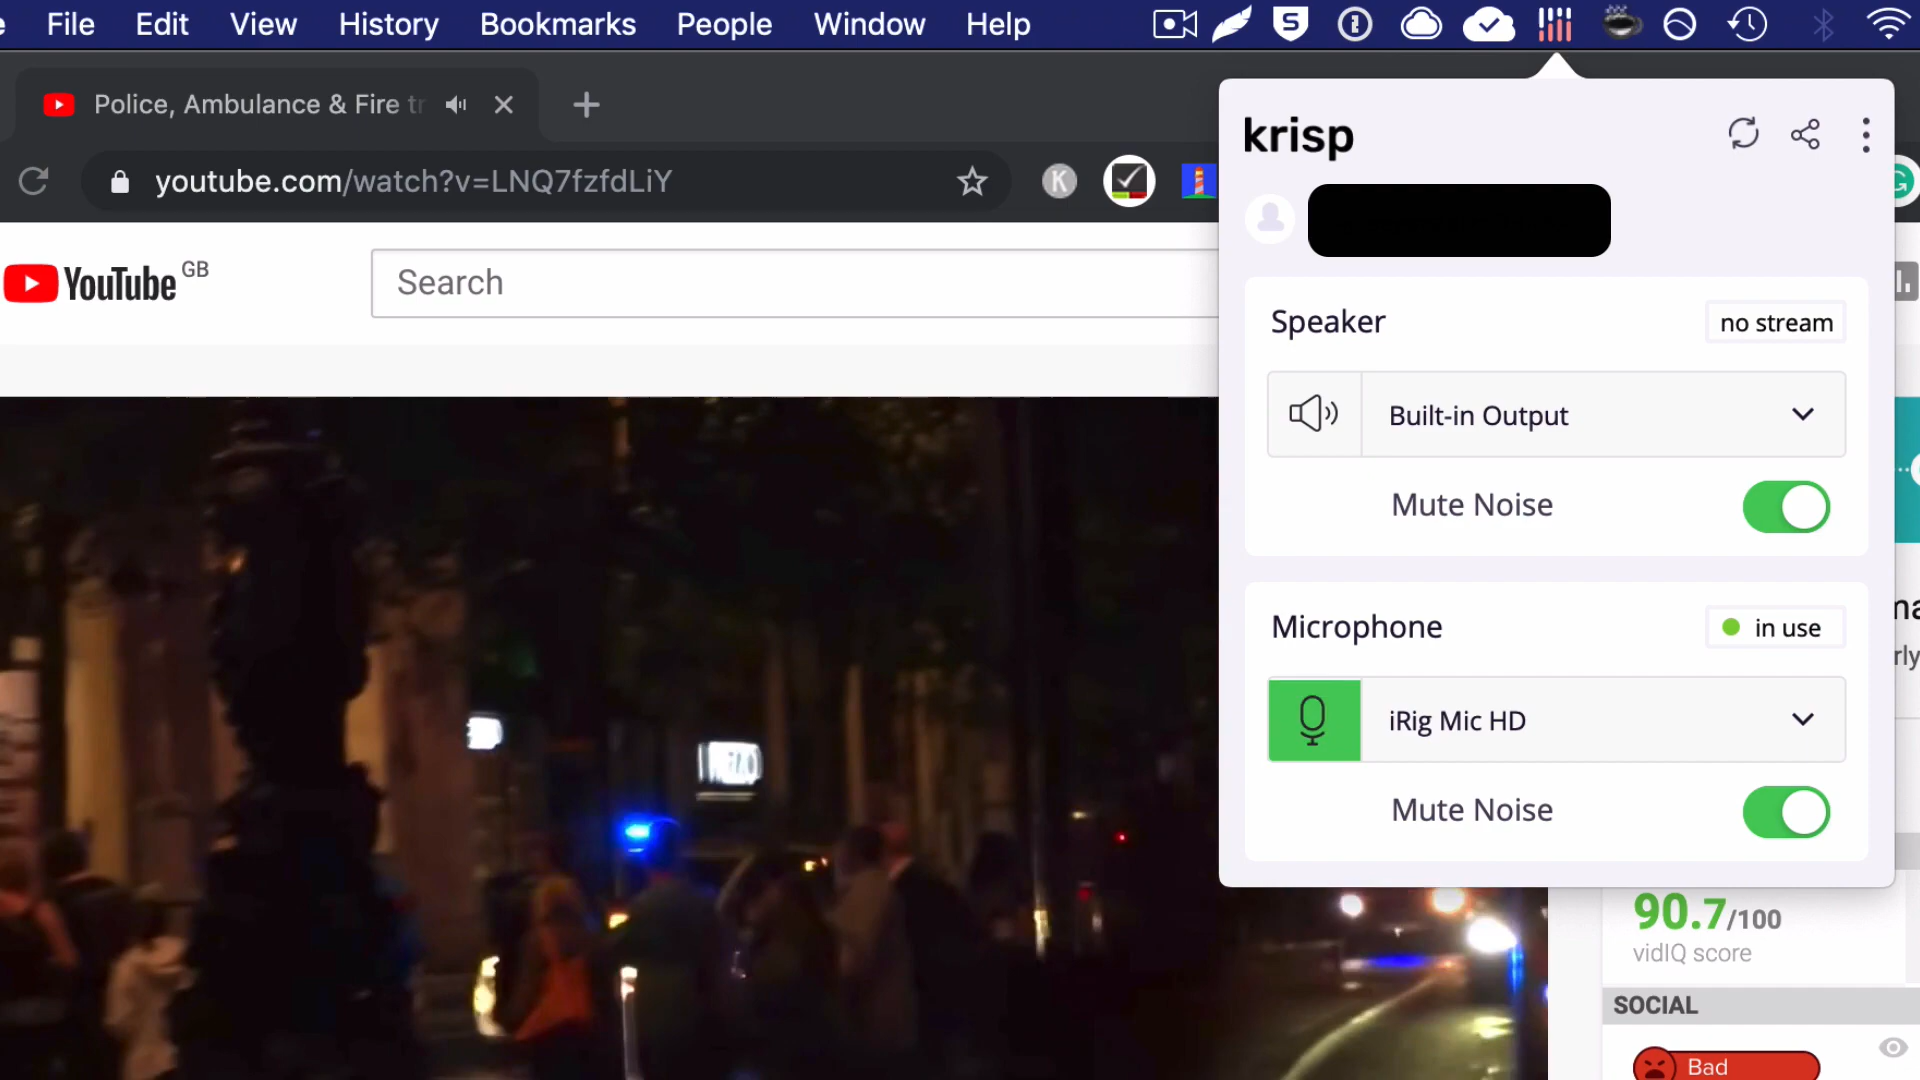 File Edit View History Bookmarks People Window Help
Police, Ambulance & Fire tr
youtube.com/watch?v=LNQ7fzfdLiY
K
krisp
YouTube GB
Search
Speaker
no stream
Built-in Output
Mute Noise
Microphone
in use
iRig Mic HD
Mute Noise
90.7/100
vidIQ score
SOCIAL
Bad